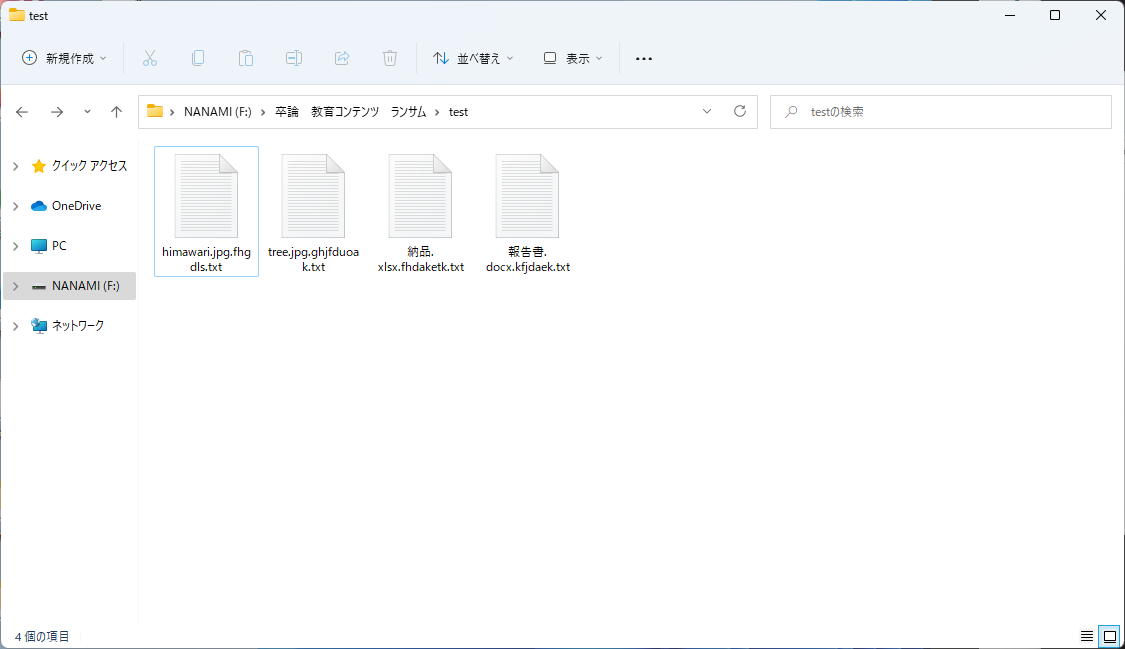 test
新規作成
並べ替え
表示
NANAMI (F:) 卒論 教育コンテンツ ランサム test
testの検索
クイック アクセス
OneDrive
PC
NANAMI (F:)
ネットワーク
himawari.jpg.fhg
dls.txt
tree.jpg.ghjfduoa
k.txt
納品.
xlsx.fhdaketk.txt
報告書.
docx.kfjdaek.txt
4 個の項目